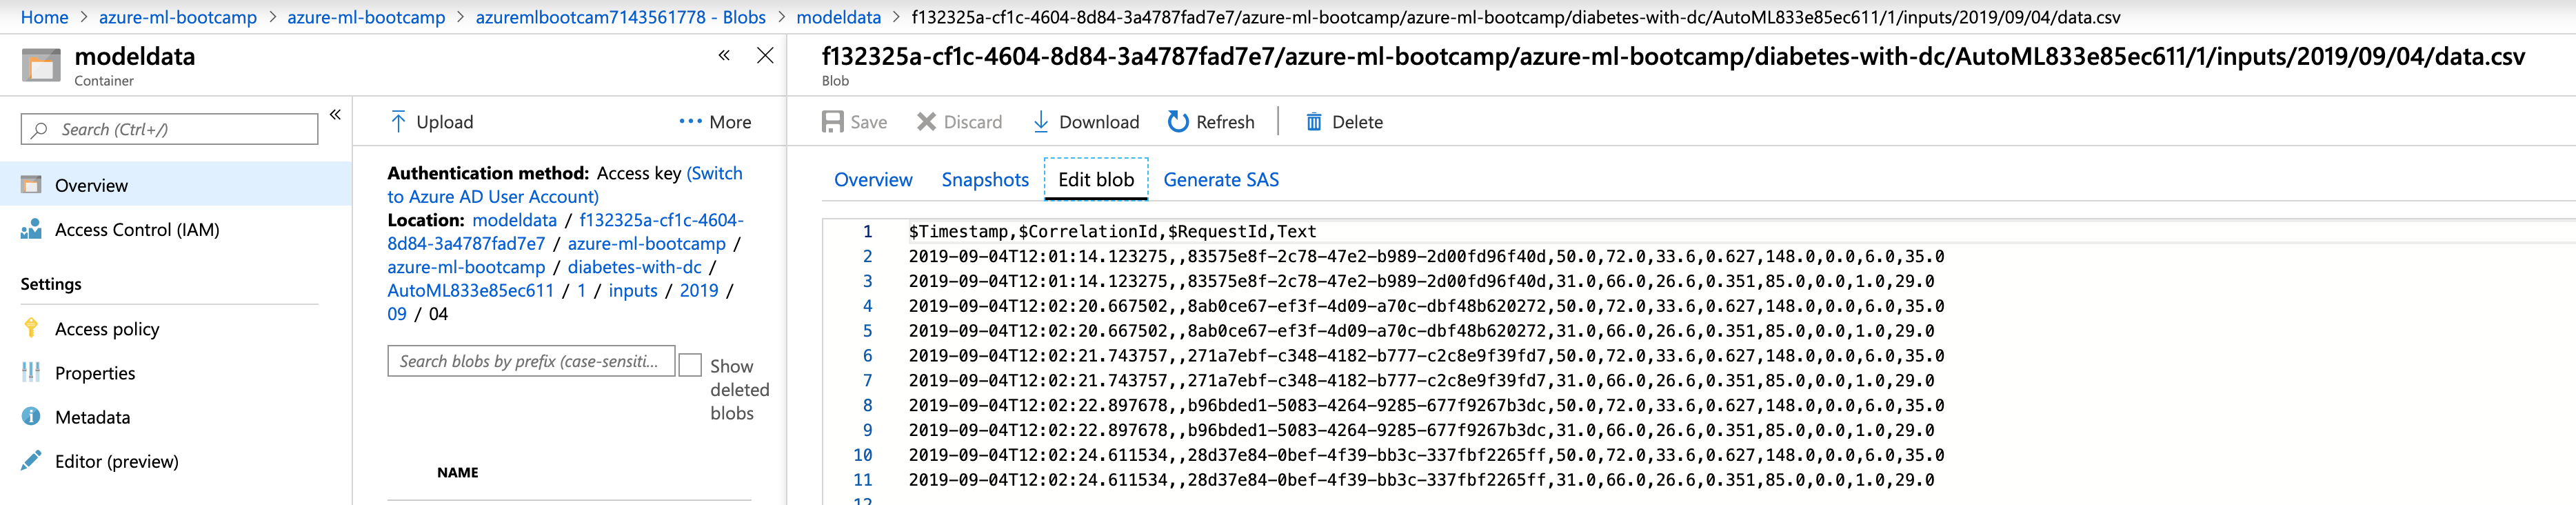 Home > azure-ml-bootcamp > azure-ml-bootcamp > azuremlbootcam7143561778 - Blobs > modeldata > f132325a-cf1c-4604-8d84-3a4787fad7e7/azure-ml-bootcamp/azure-ml-bootcamp/diabetes-with-dc/AutoML833e85ec611/1/inputs/2019/09/04/data.csv
modeldata
Container
Search (Ctrl+/)
Overview
Access Control (IAM)
Settings
Access policy
Properties
Metadata
Editor (preview)
Upload
More
Authentication method: Access key (Switch
to Azure AD User Account)
Location: modeldata / f132325a-cf1c-4604-
8d84-3a4787fad7e7 / azure-ml-bootcamp /
azure-ml-bootcamp / diabetes-with-dc /
AutoML833e85ec611 / 1 / inputs / 2019 /
09 / 04
Search blobs by prefix (case-sensiti...
Show
deleted
blobs
NAME
f132325a-cf1c-4604-8d84-3a4787fad7e7/azure-ml-bootcamp/azure-ml-bootcamp/diabetes-with-dc/AutoML833e85ec611/1/inputs/2019/09/04/data.csv
Blob
Save Discard Download Refresh Delete
Overview Snapshots Edit blob Generate SAS
1 $Timestamp,$CorrelationId,$RequestId,Text
2 2019-09-04T12:01:14.123275,,83575e8f-2c78-47e2-b989-2d00fd96f40d,50.0,72.0,33.6,0.627,148.0,0.0,6.0,35.0
3 2019-09-04T12:01:14.123275,,83575e8f-2c78-47e2-b989-2d00fd96f40d,31.0,66.0,26.6,0.351,85.0,0.0,1.0,29.0
4 2019-09-04T12:02:20.667502,,8ab0ce67-ef3f-4d09-a70c-dbf48b620272,50.0,72.0,33.6,0.627,148.0,0.0,6.0,35.0
5 2019-09-04T12:02:20.667502,,8ab0ce67-ef3f-4d09-a70c-dbf48b620272,31.0,66.0,26.6,0.351,85.0,0.0,1.0,29.0
6 2019-09-04T12:02:21.743757,,271a7ebf-c348-4182-b777-c2c8e9f39fd7,50.0,72.0,33.6,0.627,148.0,0.0,6.0,35.0
7 2019-09-04T12:02:21.743757,,271a7ebf-c348-4182-b777-c2c8e9f39fd7,31.0,66.0,26.6,0.351,85.0,0.0,1.0,29.0
8 2019-09-04T12:02:22.897678,,b96bded1-5083-4264-9285-677f9267b3dc,50.0,72.0,33.6,0.627,148.0,0.0,6.0,35.0
9 2019-09-04T12:02:22.897678,,b96bded1-5083-4264-9285-677f9267b3dc,31.0,66.0,26.6,0.351,85.0,0.0,1.0,29.0
10 2019-09-04T12:02:24.611534,,28d37e84-0bef-4f39-bb3c-337fbf2265ff,50.0,72.0,33.6,0.627,148.0,0.0,6.0,35.0
11 2019-09-04T12:02:24.611534,,28d37e84-0bef-4f39-bb3c-337fbf2265ff,31.0,66.0,26.6,0.351,85.0,0.0,1.0,29.0
12